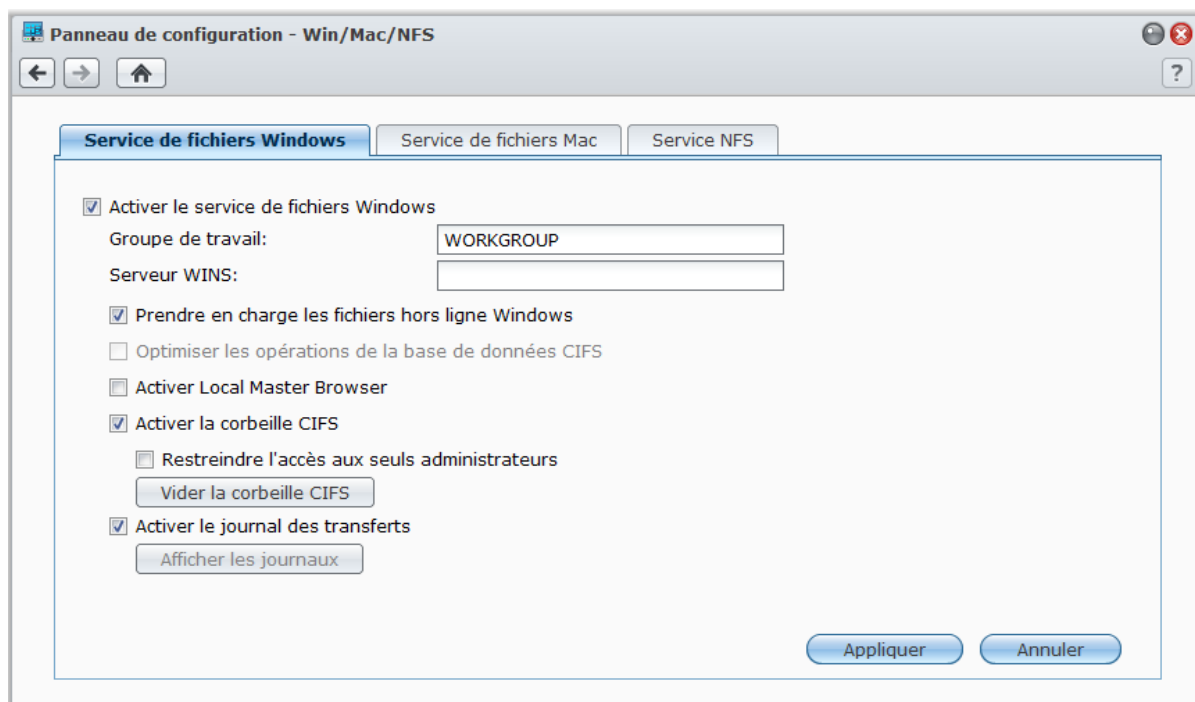 Panneau de configuration - Win/Mac/NFS
?
Service de fichiers Windows Service de fichiers Mac Service NFS
Activer le service de fichiers Windows
Groupe de travail: WORKGROUP
Serveur WINS:
Prendre en charge les fichiers hors ligne Windows
Optimiser les opérations de la base de données CIFS
Activer Local Master Browser
Activer la corbeille CIFS
Restreindre l'accès aux seuls administrateurs
Vider la corbeille CIFS
Activer le journal des transferts
Afficher les journaux
Appliquer Annuler